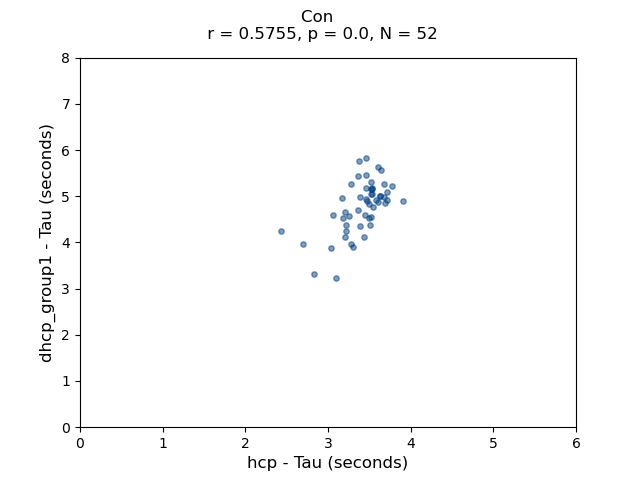 Con
r = 0.5755, p = 0.0, N = 52
8
7
6
5
4
3
2
1
0
dhcp_group1 - Tau (seconds)
0 1 2 3 4 5 6
hcp - Tau (seconds)